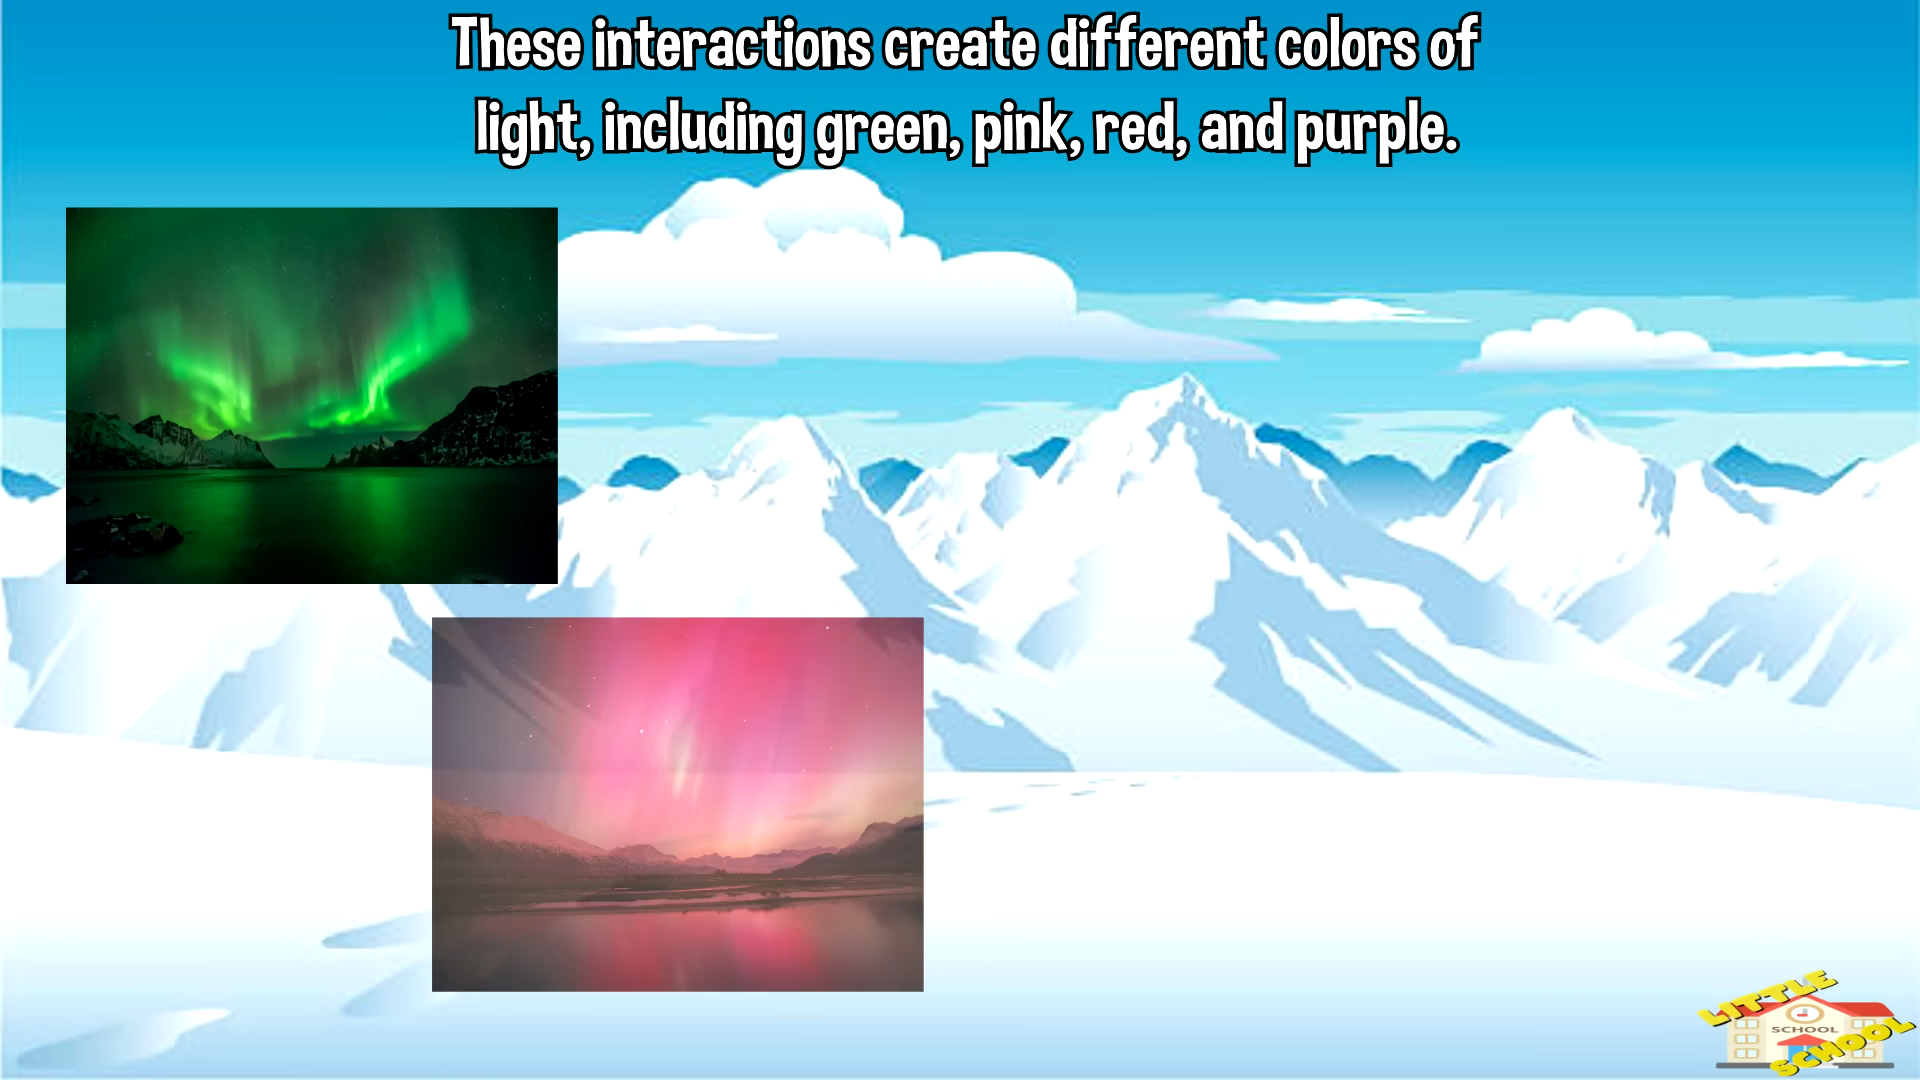 These interactions create different colors of
light, including green, pink, red, and purple.
LITTLE
SCHOOL
SCHOOL